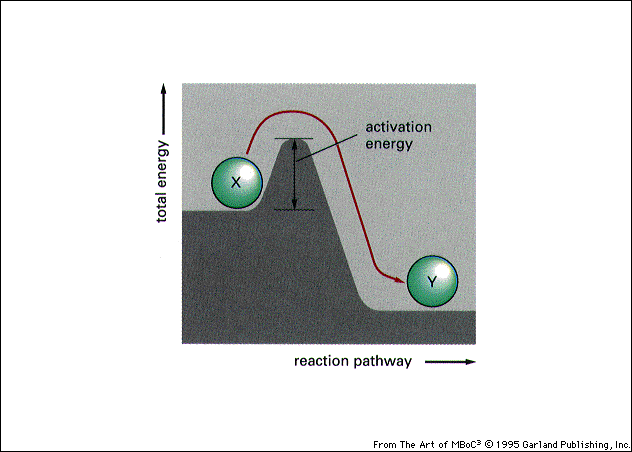 activation
energy
X
total energy
Y
reaction pathway
From The Art of MBoC³ © 1995 Garland Publishing, Inc.